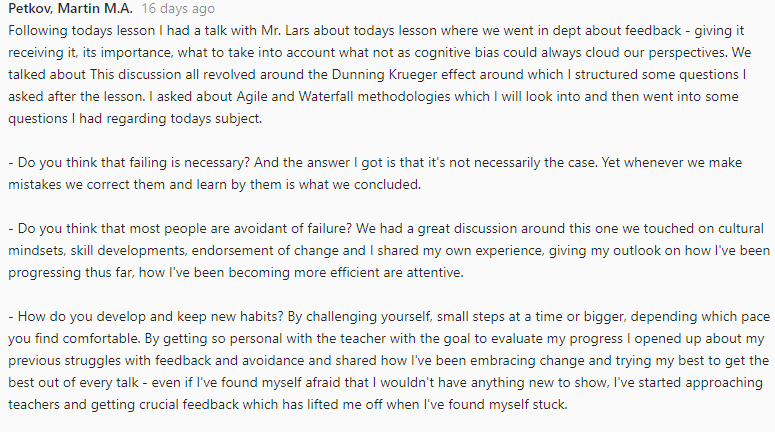 Petkov, Martin M.A. 16 days ago
Following todays lesson I had a talk with Mr. Lars about todays lesson where we went in dept about feedback - giving it
receiving it, its importance, what to take into account what not as cognitive bias could always cloud our perspectives. We
talked about This discussion all revolved around the Dunning Krueger effect around which I structured some questions I
asked after the lesson. I asked about Agile and Waterfall methodologies which I will look into and then went into some
questions I had regarding todays subject.
- Do you think that failing is necessary? And the answer I got is that it's not necessarily the case. Yet whenever we make
mistakes we correct them and learn by them is what we concluded.
- Do you think that most people are avoidant of failure? We had a great discussion around this one we touched on cultural
mindsets, skill developments, endorsement of change and I shared my own experience, giving my outlook on how I've been
progressing thus far, how I've been becoming more efficient are attentive.
- How do you develop and keep new habits? By challenging yourself, small steps at a time or bigger, depending which pace
you find comfortable. By getting so personal with the teacher with the goal to evaluate my progress I opened up about my
previous struggles with feedback and avoidance and shared how I've been embracing change and trying my best to get the
best out of every talk - even if I've found myself afraid that I wouldn't have anything new to show, I've started approaching
teachers and getting crucial feedback which has lifted me off when I've found myself stuck.